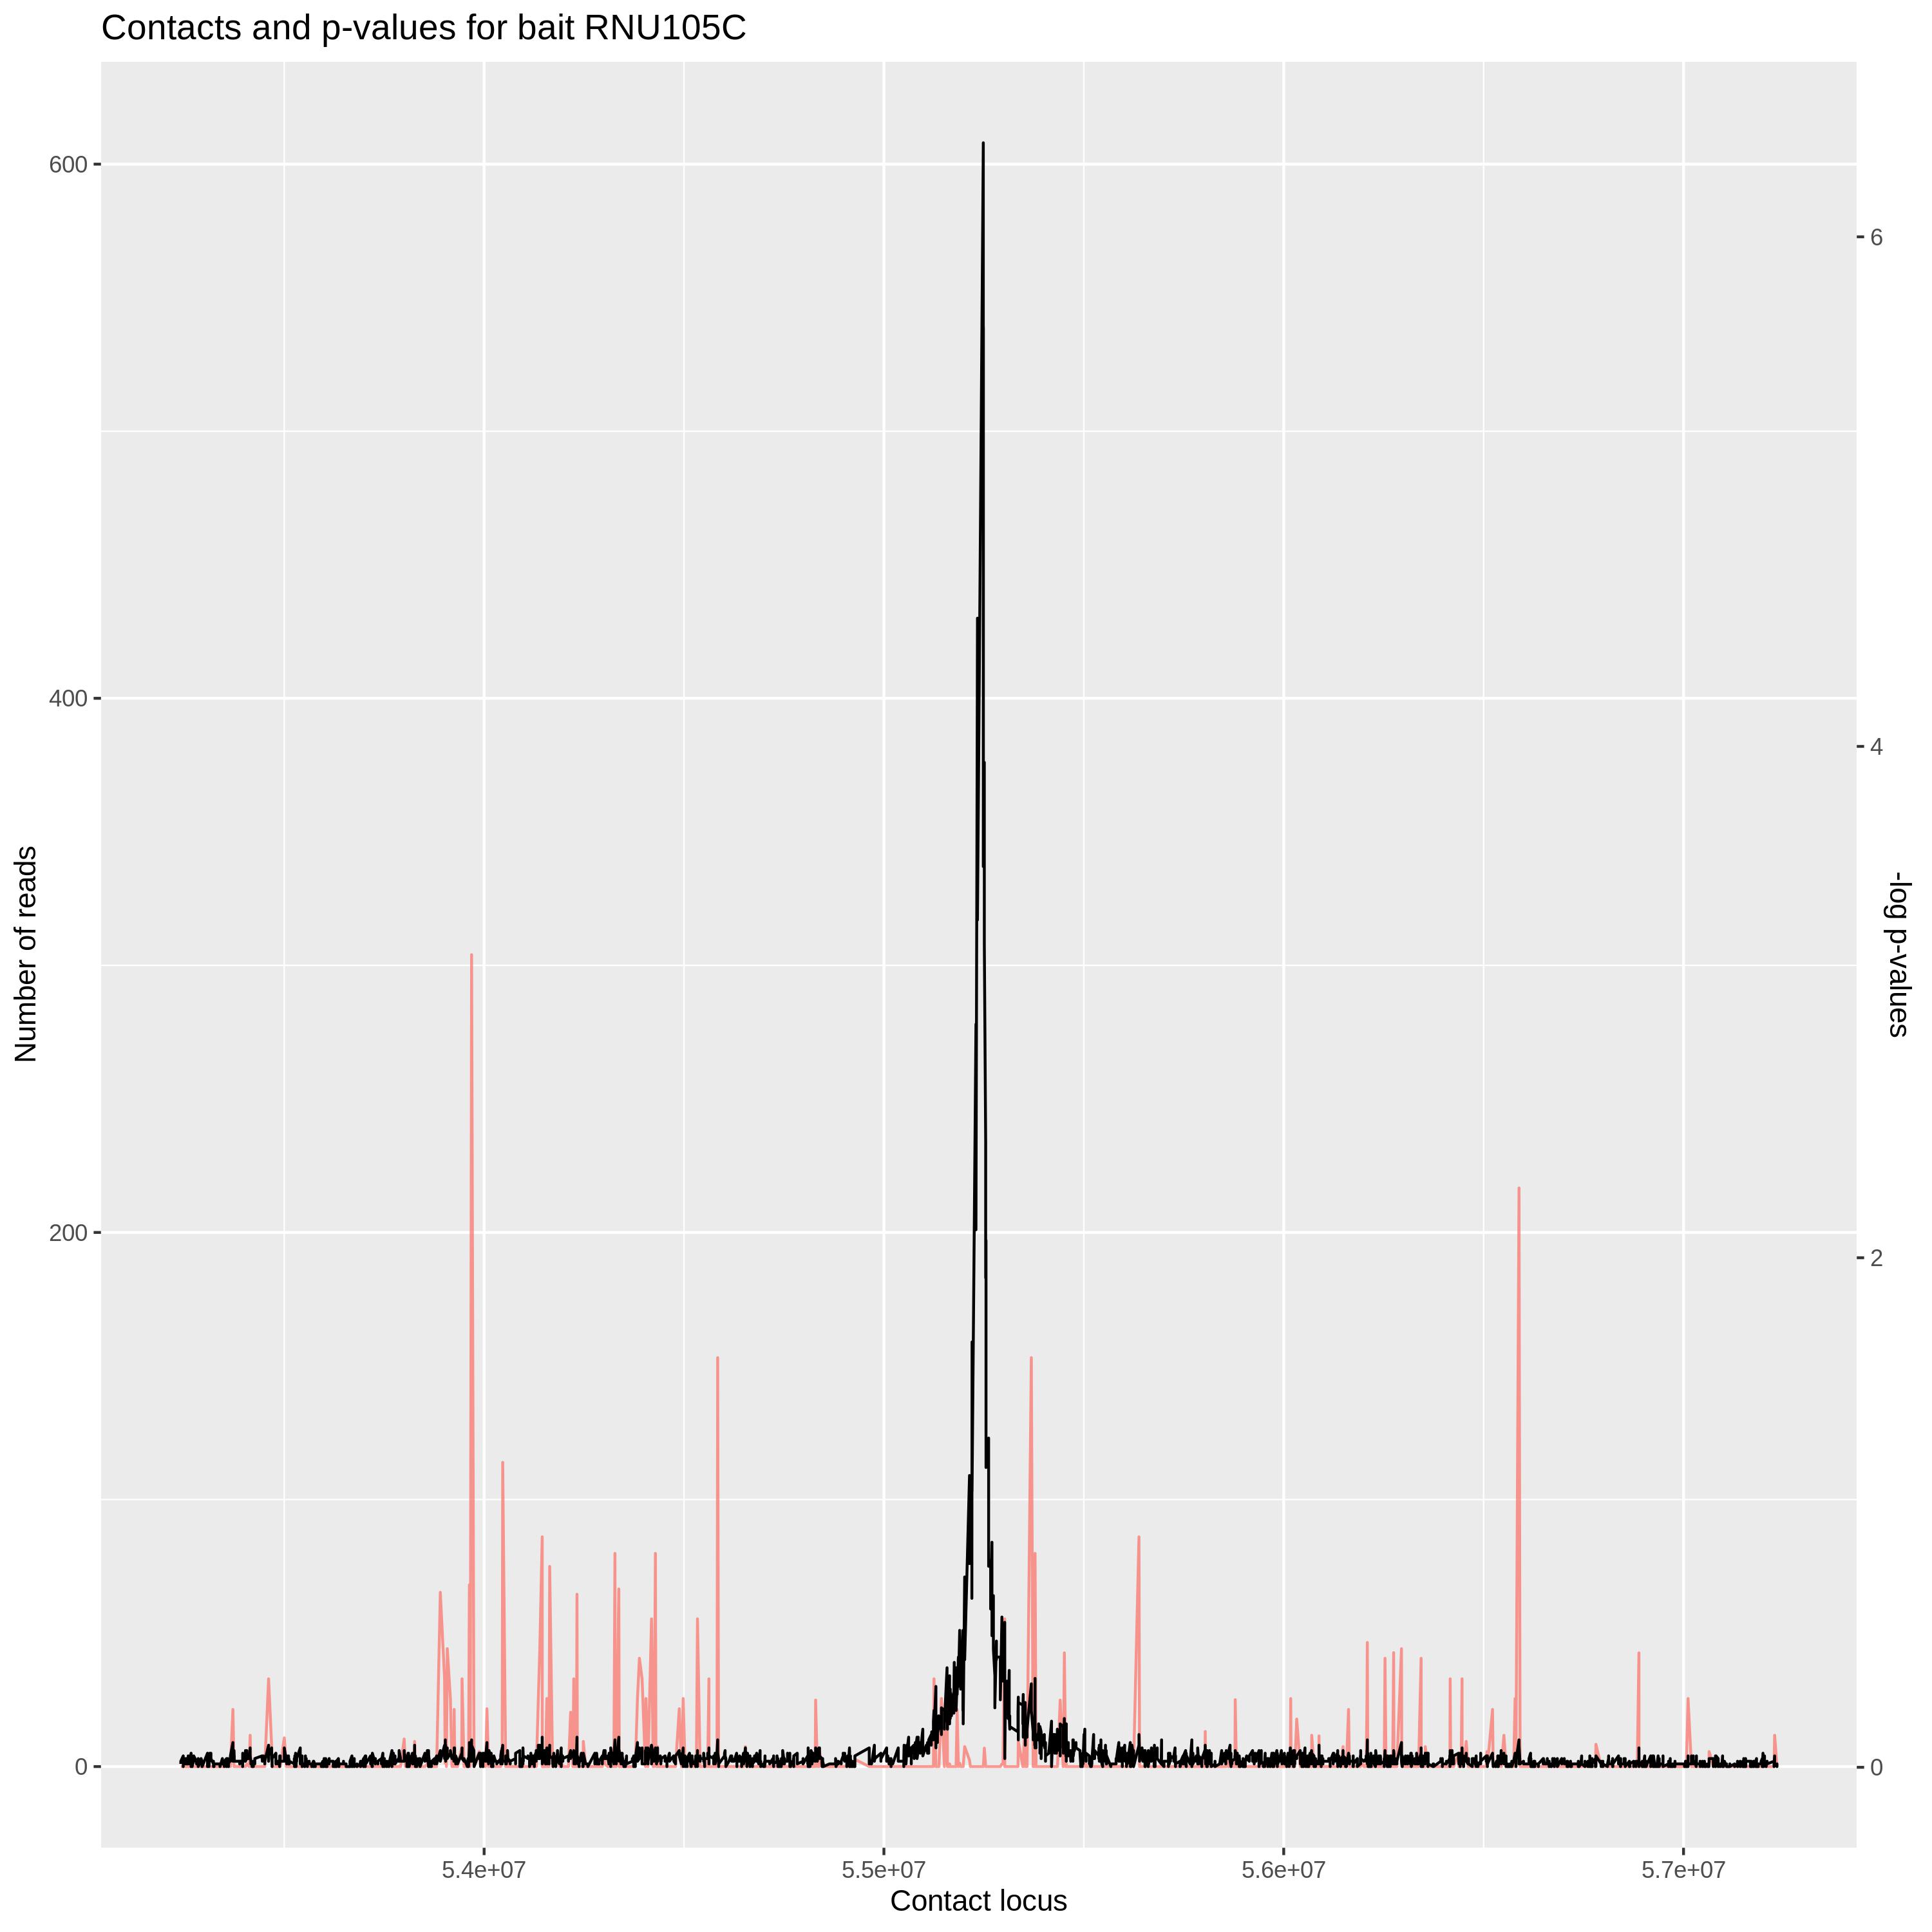 Contacts and p-values for bait RNU105C
600
400
200
0
Number of reads
6
4
2
0
-log p-values
5.4e+07
5.5e+07
5.6e+07
5.7e+07
Contact locus